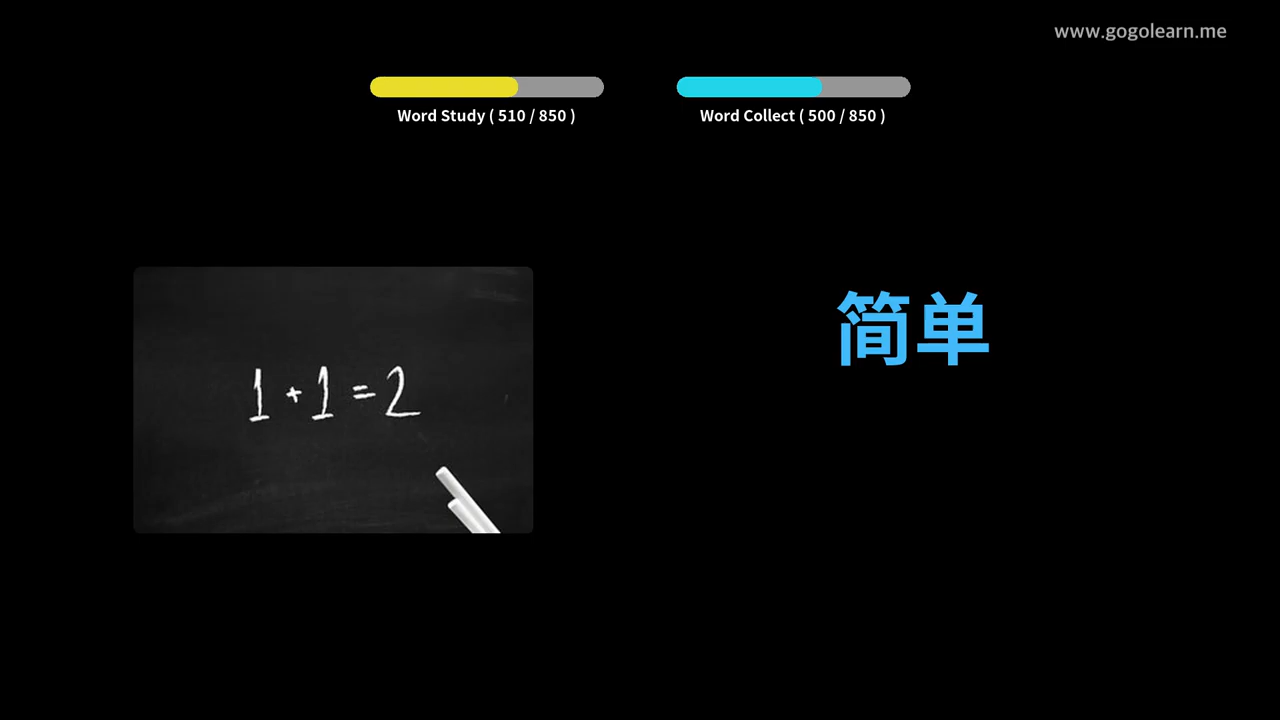 www.gogolearn.me
Word Study ( 510 / 850 )
Word Collect ( 500 / 850 )
简单
1 + 1 = 2